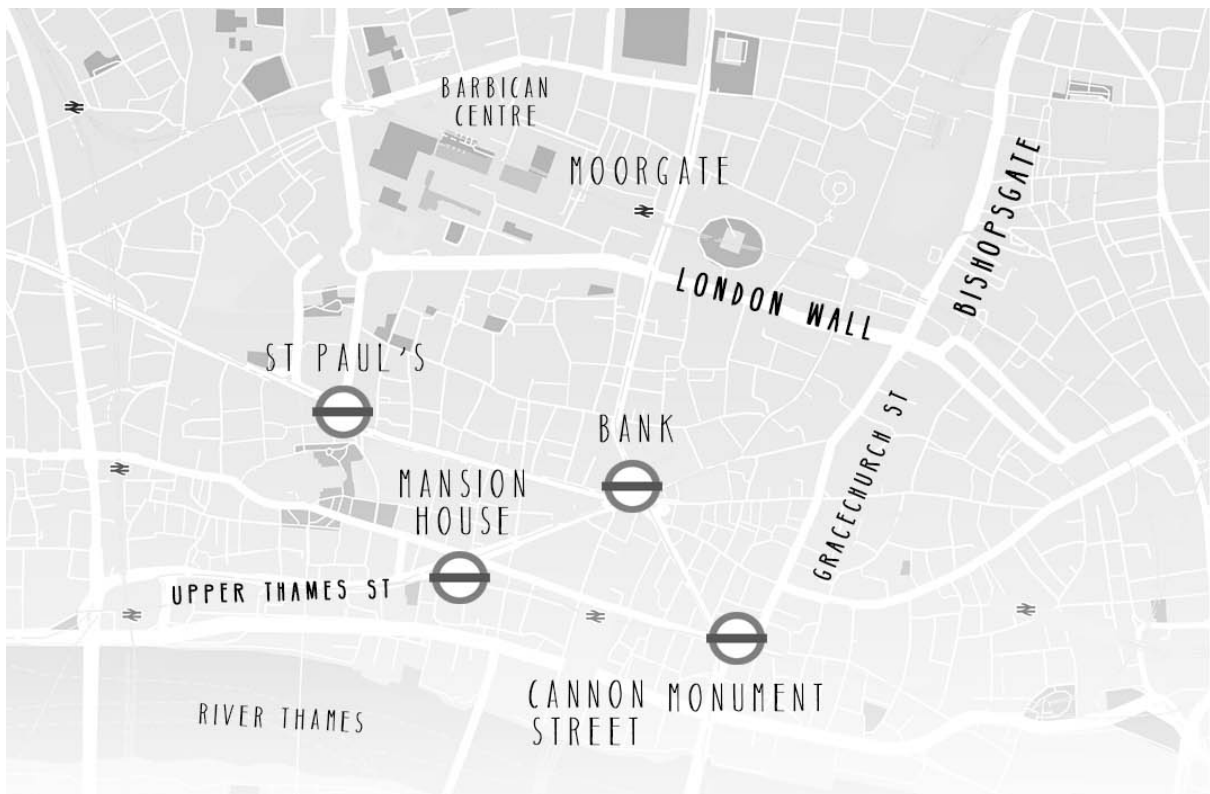 BARBICAN
CENTRE
MOORGATE
BISHOPSGATE
LONDON WALL
ST PAUL'S
GRACECHURCH ST
BANK
MANSION
HOUSE
UPPER THAMES ST
CANNON
STREET
MONUMENT
RIVER THAMES